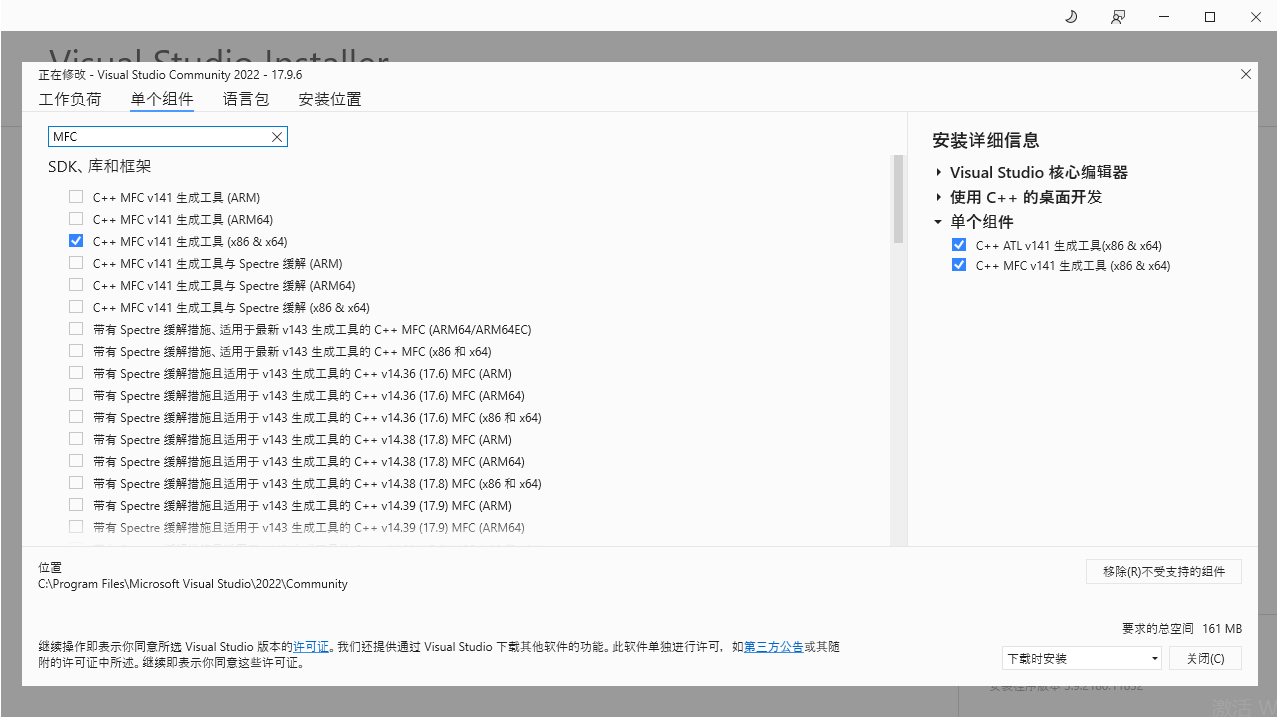 Visual Studio Installer
正在修改 - Visual Studio Community 2022 - 17.9.6
工作负荷 单个组件 语言包 安装位置
MFC
SDK、库和框架
C++ MFC v141 生成工具 (ARM)
C++ MFC v141 生成工具 (ARM64)
C++ MFC v141 生成工具 (x86 & x64)
C++ MFC v141 生成工具与 Spectre 缓解 (ARM)
C++ MFC v141 生成工具与 Spectre 缓解 (ARM64)
C++ MFC v141 生成工具与 Spectre 缓解 (x86 & x64)
带有 Spectre 缓解措施、适用于最新 v143 生成工具的 C++ MFC (ARM64/ARM64EC)
带有 Spectre 缓解措施、适用于最新 v143 生成工具的 C++ MFC (x86 和 x64)
带有 Spectre 缓解措施且适用于 v143 生成工具的 C++ v14.36 (17.6) MFC (ARM)
带有 Spectre 缓解措施且适用于 v143 生成工具的 C++ v14.36 (17.6) MFC (ARM64)
带有 Spectre 缓解措施且适用于 v143 生成工具的 C++ v14.36 (17.6) MFC (x86 和 x64)
带有 Spectre 缓解措施且适用于 v143 生成工具的 C++ v14.38 (17.8) MFC (ARM)
带有 Spectre 缓解措施且适用于 v143 生成工具的 C++ v14.38 (17.8) MFC (ARM64)
带有 Spectre 缓解措施且适用于 v143 生成工具的 C++ v14.38 (17.8) MFC (x86 和 x64)
带有 Spectre 缓解措施且适用于 v143 生成工具的 C++ v14.39 (17.9) MFC (ARM)
带有 Spectre 缓解措施且适用于 v143 生成工具的 C++ v14.39 (17.9) MFC (ARM64)
安装详细信息
Visual Studio 核心编辑器
使用 C++ 的桌面开发
单个组件
C++ ATL v141 生成工具(x86 & x64)
C++ MFC v141 生成工具 (x86 & x64)
位置
C:\Program Files\Microsoft Visual Studio\2022\Community
移除(R)不受支持的组件
要求的总空间 161 MB
继续操作即表示你同意所选 Visual Studio 版本的许可证。我们还提供通过 Visual Studio 下载其他软件的功能。此软件单独进行许可，如第三方公告或其随
附的许可证中所述。继续即表示你同意这些许可证。
下载时安装
关闭(C)
激活 W